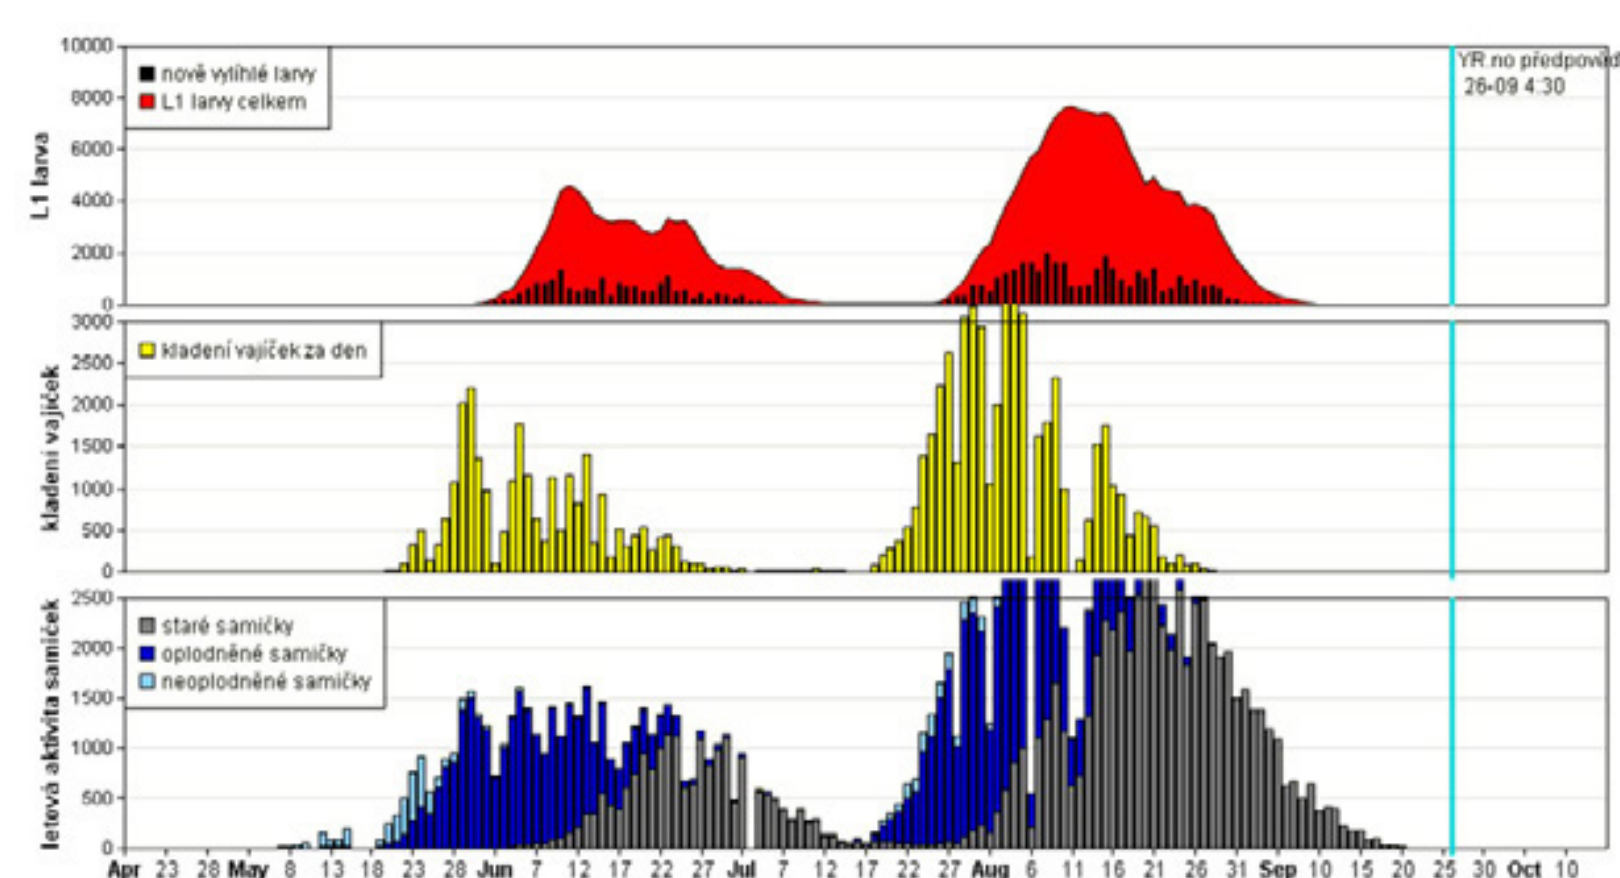 10000
nově vylíhlé larvy
8000
L1 larvy celkem
6000
4000
2000
0
L1 larva
YR.no předpověď
26-09 4:30
3000
kladení vajíček za den
2500
2000
1500
1000
500
0
kladení vajíček
2500
staré samičky
2000
oplodněné samičky
neoplodněné samičky
1500
1000
500
0
letová aktivita samiček
Apr 23 28 May 8 13 18 23 28 Jun 7 12 17 22 27 Jul 7 12 17 22 27 Aug 6 11 16 21 26 31 Sep 10 15 20 25 30 Oct 10